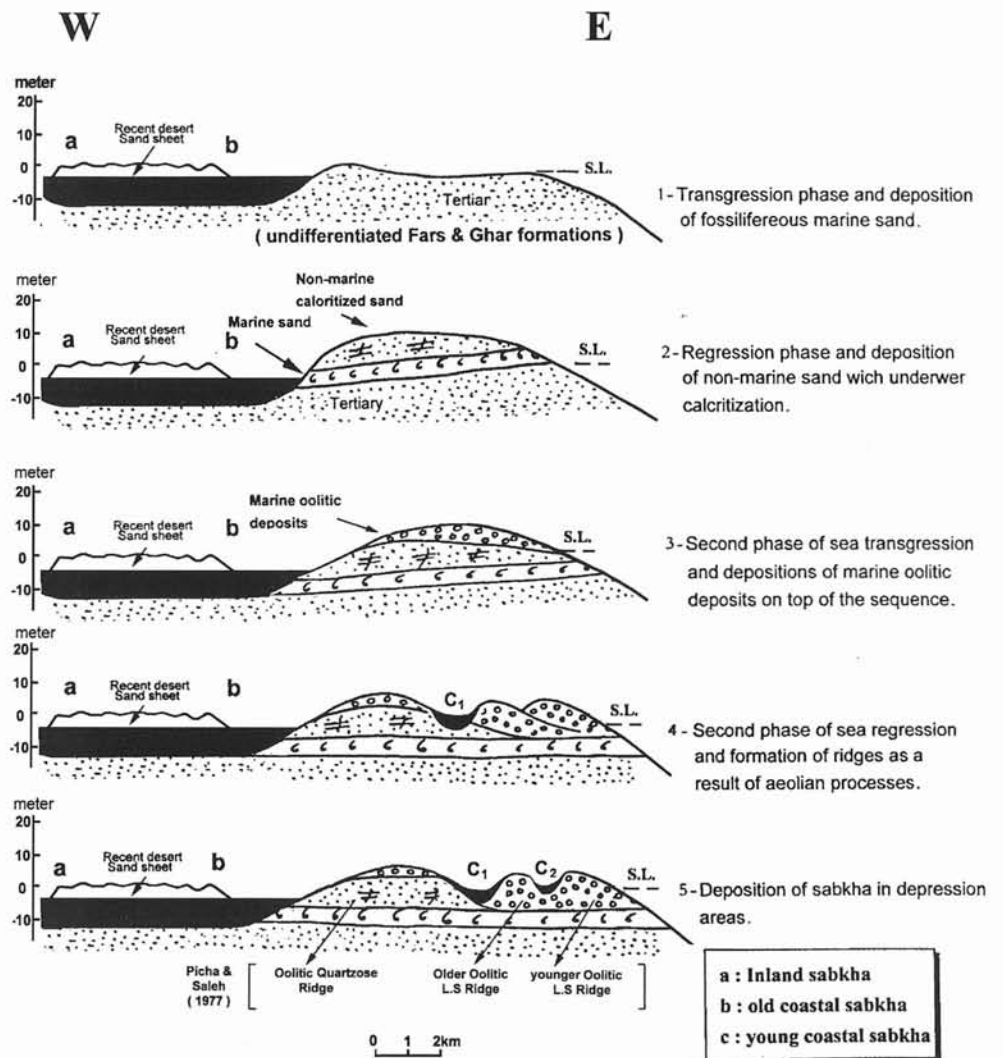 W E
meter
20
10
0
-10
a
Recent desert
Sand sheet
b
S.L.
Tertiar
( undifferentiated Fars & Ghar formations )
1- Transgression phase and deposition
of fossilifereous marine sand.
meter
20
10
0
-10
a
Recent desert
Sand sheet
b
Non-marine
caloritized sand
Marine sand
S.L.
Tertiary
2- Regression phase and deposition
of non-marine sand wich underwer
calcritization.
meter
20
10
0
-10
a
Recent desert
Sand sheet
b
Marine oolitic
deposits
S.L.
3- Second phase of sea transgression
and depositions of marine oolitic
deposits on top of the sequence.
meter
20
10
0
-10
a
Recent desert
Sand sheet
b
C1
S.L.
4 - Second phase of sea regression
and formation of ridges as a
result of aeolian processes.
meter
20
10
0
-10
a
Recent desert
Sand sheet
b
C1
C2
S.L.
5- Deposition of sabkha in depression
areas.
Picha &
Saleh
( 1977 )
Oolitic Quartzose
Ridge
Older Oolitic
L.S Ridge
younger Oolitic
L.S Ridge
0 1 2km
a : Inland sabkha
b : old coastal sabkha
c : young coastal sabkha